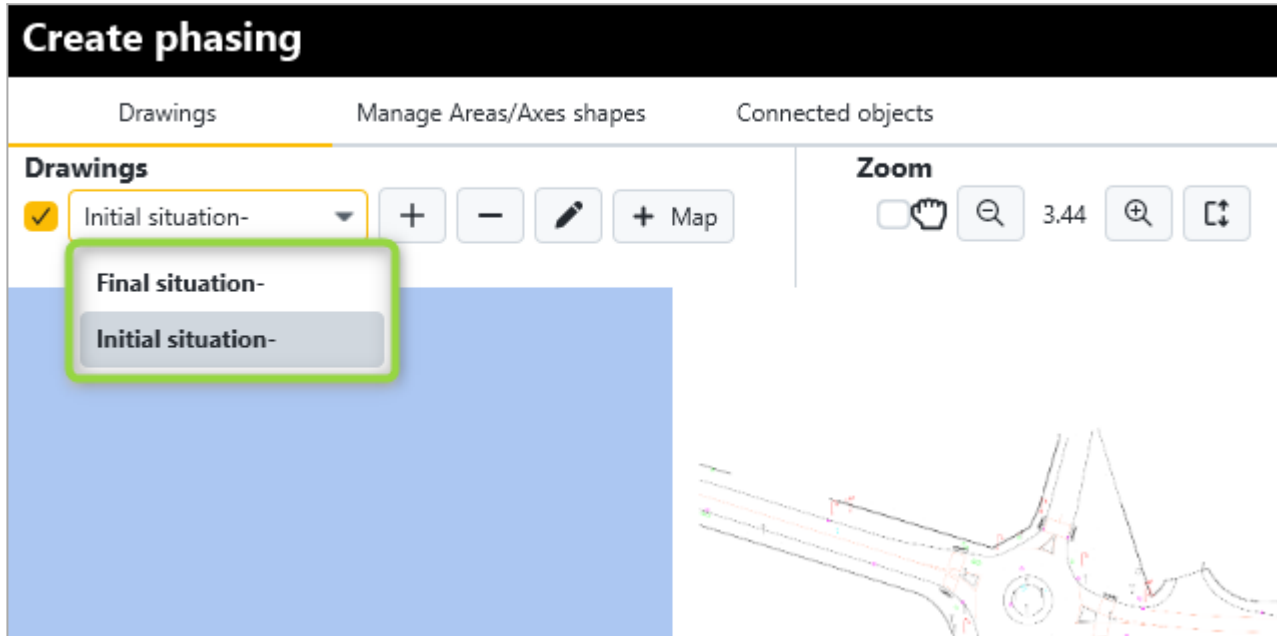 Create phasing
Drawings
Manage Areas/Axes shapes
Connected objects
Drawings
Initial situation-
+ Map
Zoom
3.44
Final situation-
Initial situation-